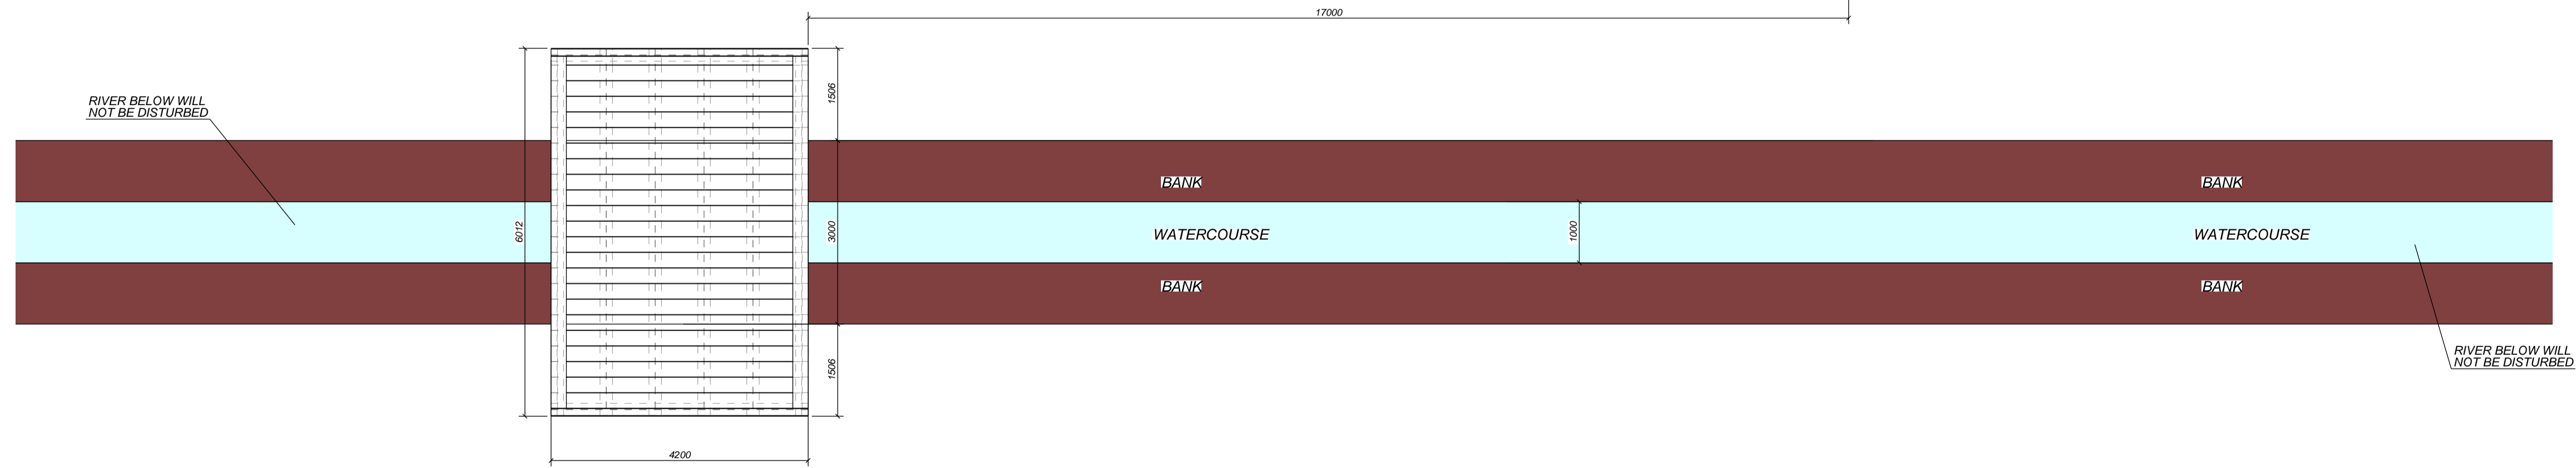 17000
1506
RIVER BELOW WILL
NOT BE DISTURBED
BANK
BANK
6012
3000
WATERCOURSE
1000
WATERCOURSE
BANK
BANK
1506
RIVER BELOW WILL
NOT BE DISTURBED
4200